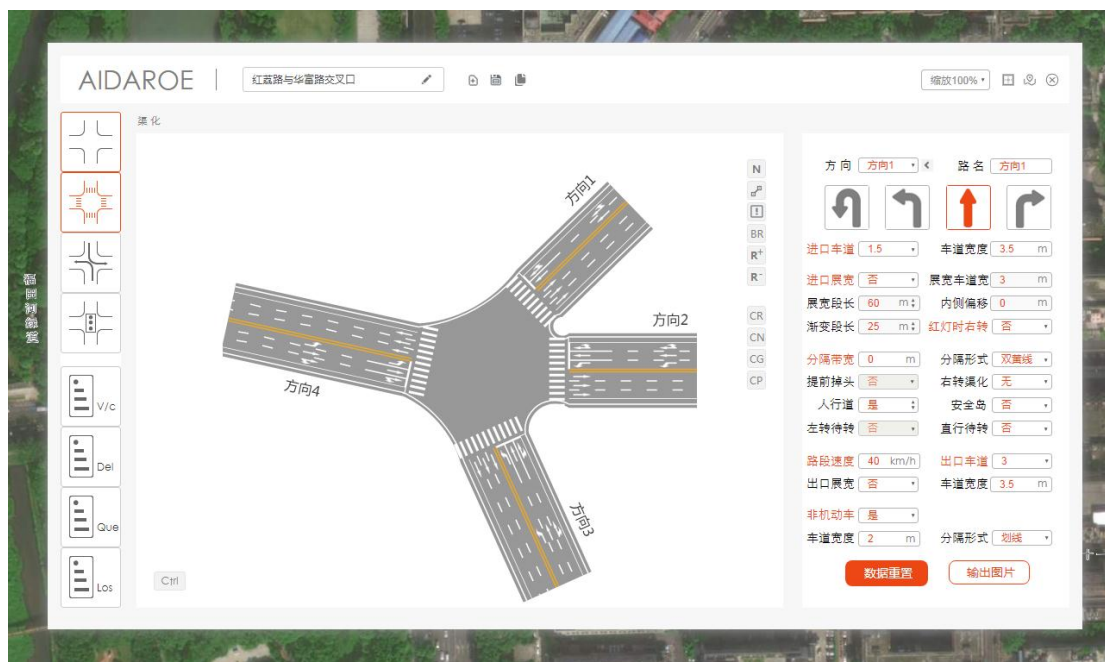 AIDAROE
红荔路与华富路交叉口
缩放100%
渠化
方向1
方向2
方向3
方向4
N
BR
R+
R-
CR
CN
CG
CP
Ctrl
V/c
Del
Que
Los
方向 方向1 路名 方向1
进口车道 1.5 车道宽度 3.5 m
进口展宽 否 展宽车道宽 3 m
展宽段长 60 m 内侧偏移 0 m
渐变段长 25 m 红灯时右转 否
分隔带宽 0 m 分隔形式 双黄线
提前掉头 否 右转渠化 无
人行道 是 安全岛 否
左转待转 否 直行待转 否
路段速度 40 km/h 出口车道 3
出口展宽 否 车道宽度 3.5 m
非机动车 是
车道宽度 2 m 分隔形式 划线
数据重置 输出图片